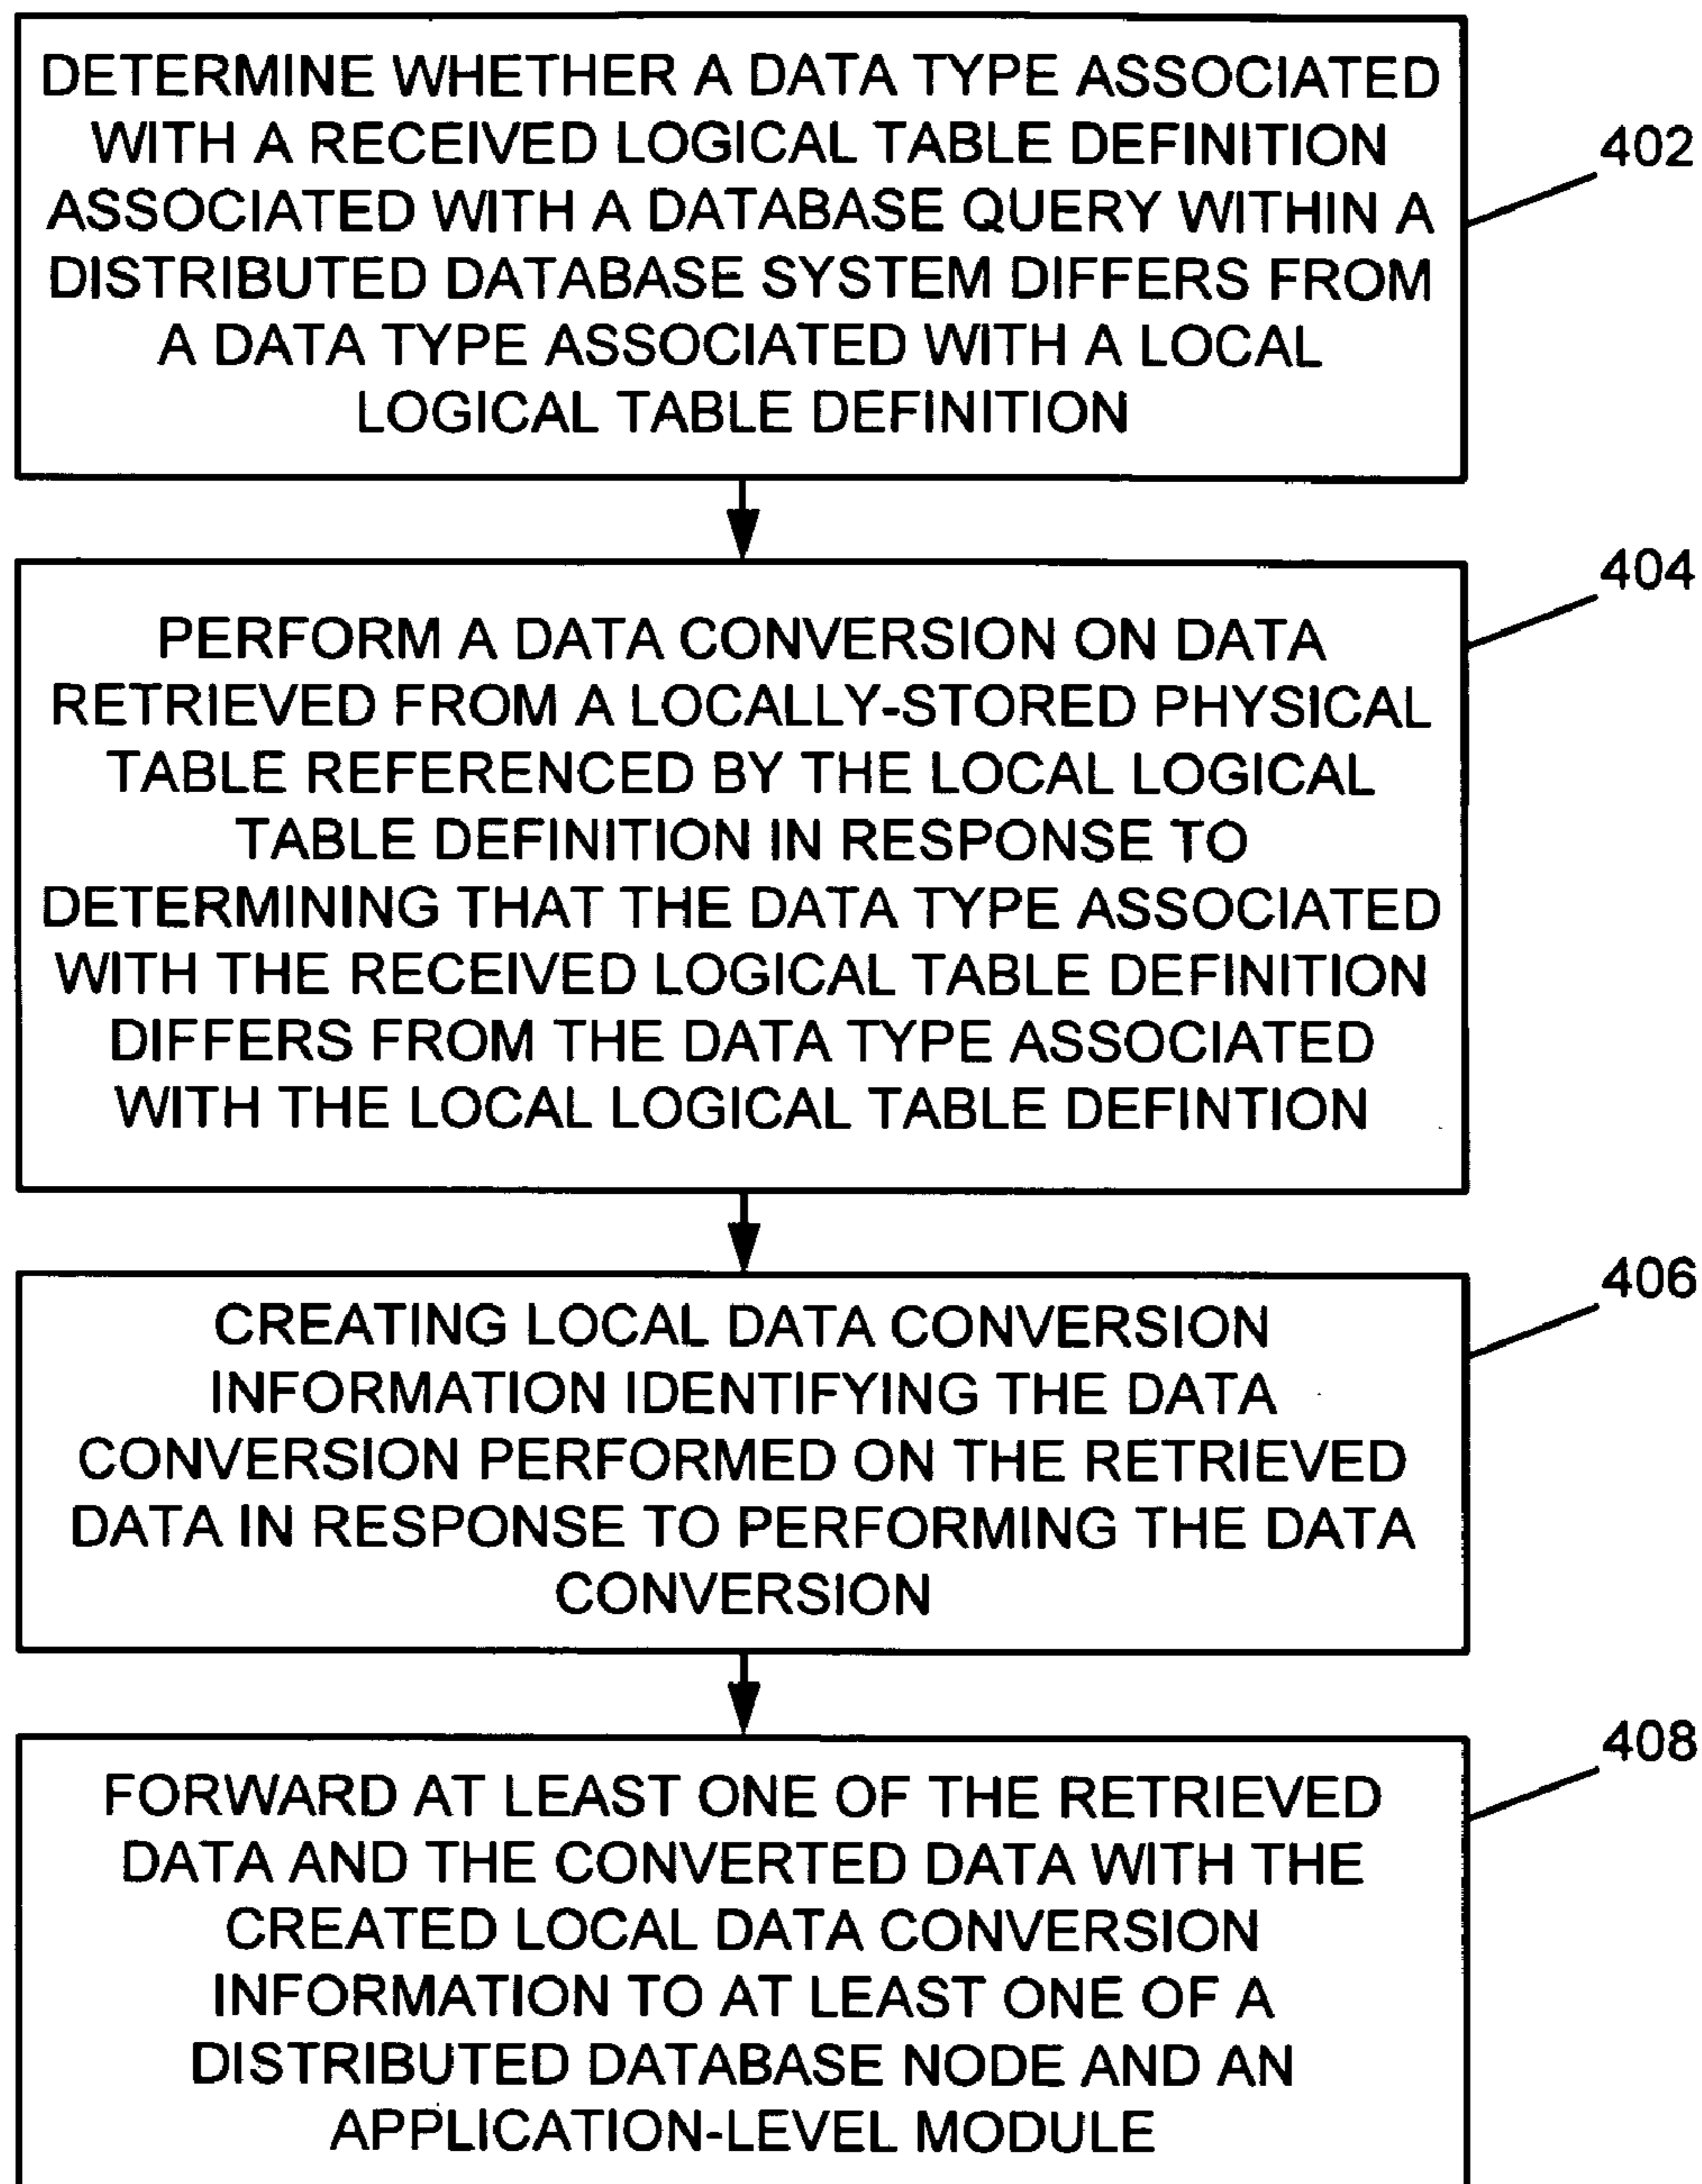 DETERMINE WHETHER A DATA TYPE ASSOCIATED
WITH A RECEIVED LOGICAL TABLE DEFINITION
ASSOCIATED WITH A DATABASE QUERY WITHIN A
DISTRIBUTED DATABASE SYSTEM DIFFERS FROM
A DATA TYPE ASSOCIATED WITH A LOCAL
LOGICAL TABLE DEFINITION
402
PERFORM A DATA CONVERSION ON DATA
RETRIEVED FROM A LOCALLY-STORED PHYSICAL
TABLE REFERENCED BY THE LOCAL LOGICAL
TABLE DEFINITION IN RESPONSE TO
DETERMINING THAT THE DATA TYPE ASSOCIATED
WITH THE RECEIVED LOGICAL TABLE DEFINITION
DIFFERS FROM THE DATA TYPE ASSOCIATED
WITH THE LOCAL LOGICAL TABLE DEFINTION
404
CREATING LOCAL DATA CONVERSION
INFORMATION IDENTIFYING THE DATA
CONVERSION PERFORMED ON THE RETRIEVED
DATA IN RESPONSE TO PERFORMING THE DATA
CONVERSION
406
FORWARD AT LEAST ONE OF THE RETRIEVED
DATA AND THE CONVERTED DATA WITH THE
CREATED LOCAL DATA CONVERSION
INFORMATION TO AT LEAST ONE OF A
DISTRIBUTED DATABASE NODE AND AN
APPLICATION-LEVEL MODULE
408